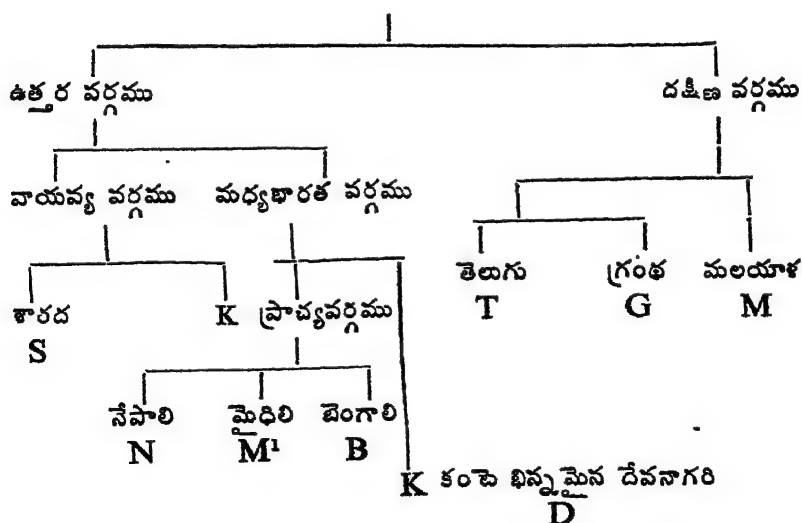 ఉత్తర వర్గము దక్షిణ వర్గము
వాయవ్య వర్గము మధ్యభారత వర్గము
తెలుగు గ్రంథ మలయాళ
T G M
శారద K ప్రాచ్యవర్గము
S
నేపాలి మైధిలి బెంగాలి
N M¹ B
K కంటె భిన్నమైన దేవనాగరి
D